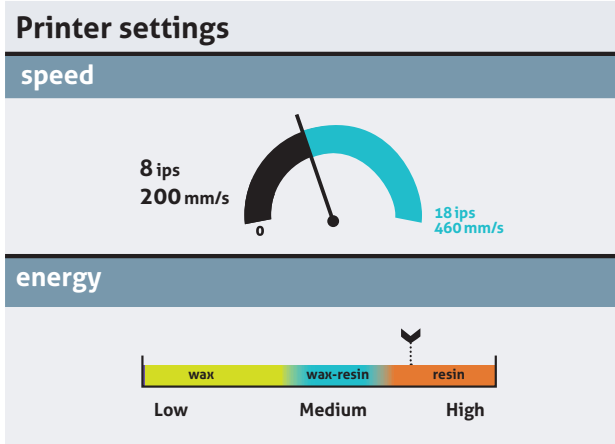 Printer settings
speed
8 ips
200 mm/s
0
18 ips
460 mm/s
energy
wax wax-resin resin
Low Medium High